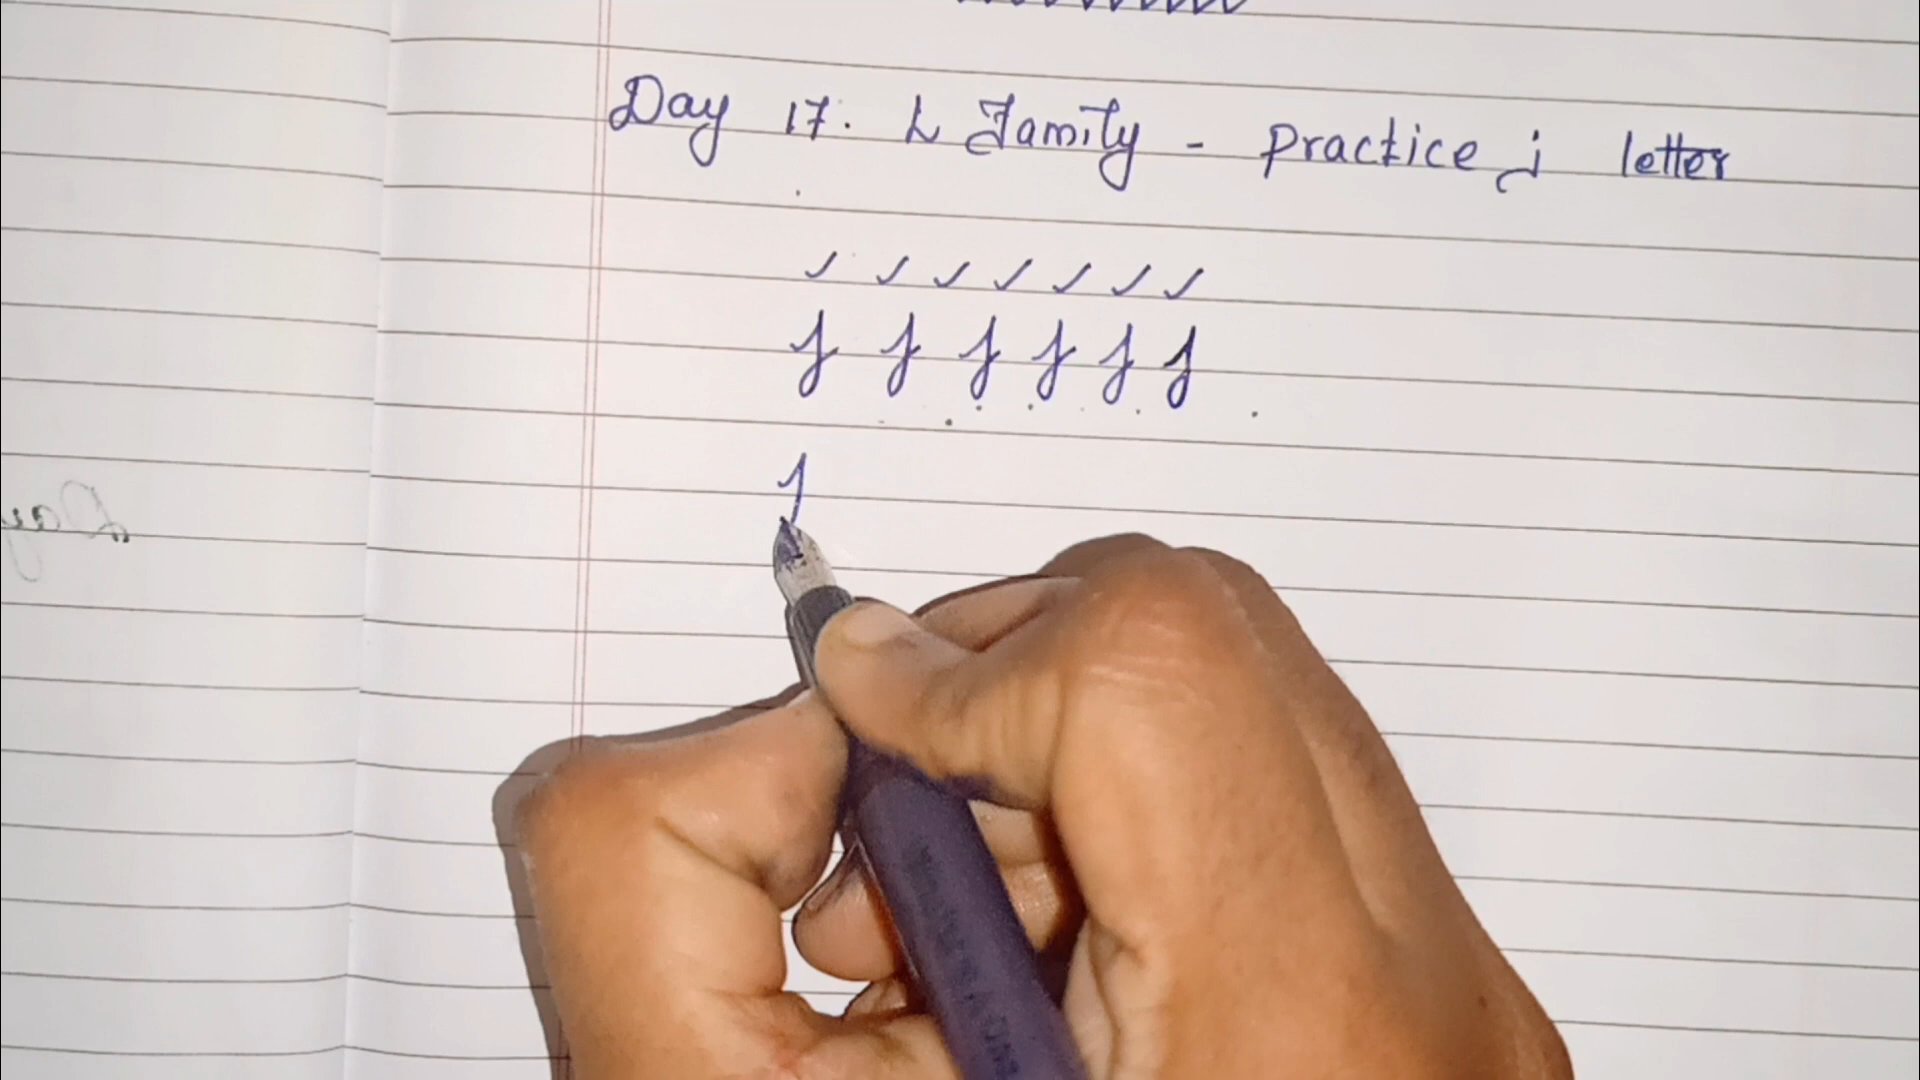 Day 17. L Family - Practice j letter
j j j j j j